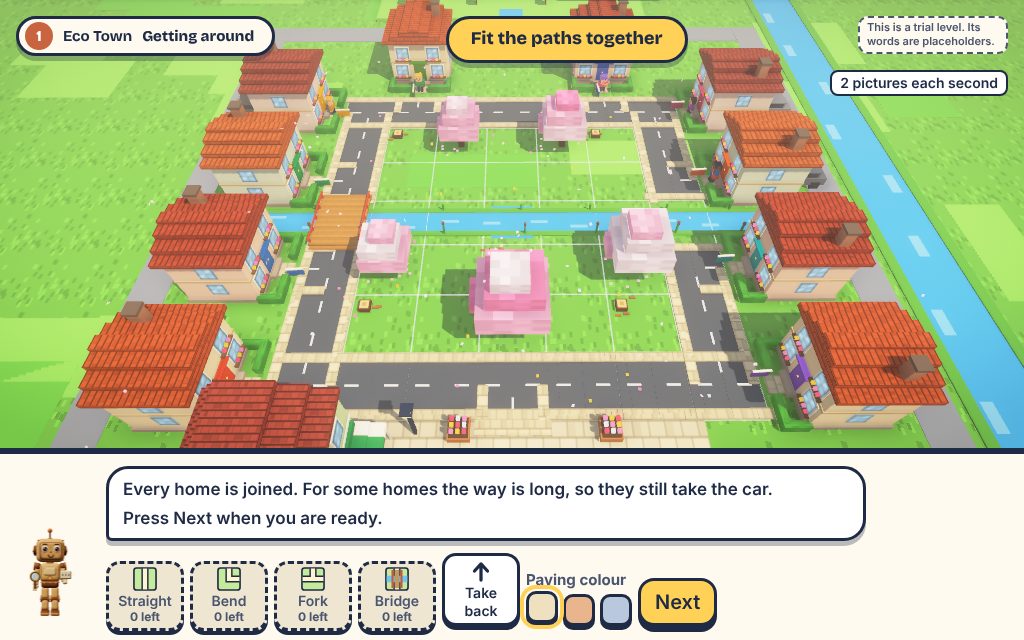 1 Eco Town Getting around
Fit the paths together
This is a trial level. Its
words are placeholders.
2 pictures each second
Every home is joined. For some homes the way is long, so they still take the car.
Press Next when you are ready.
Straight
0 left
Bend
0 left
Fork
0 left
Bridge
0 left
Take
back
Paving colour
Next